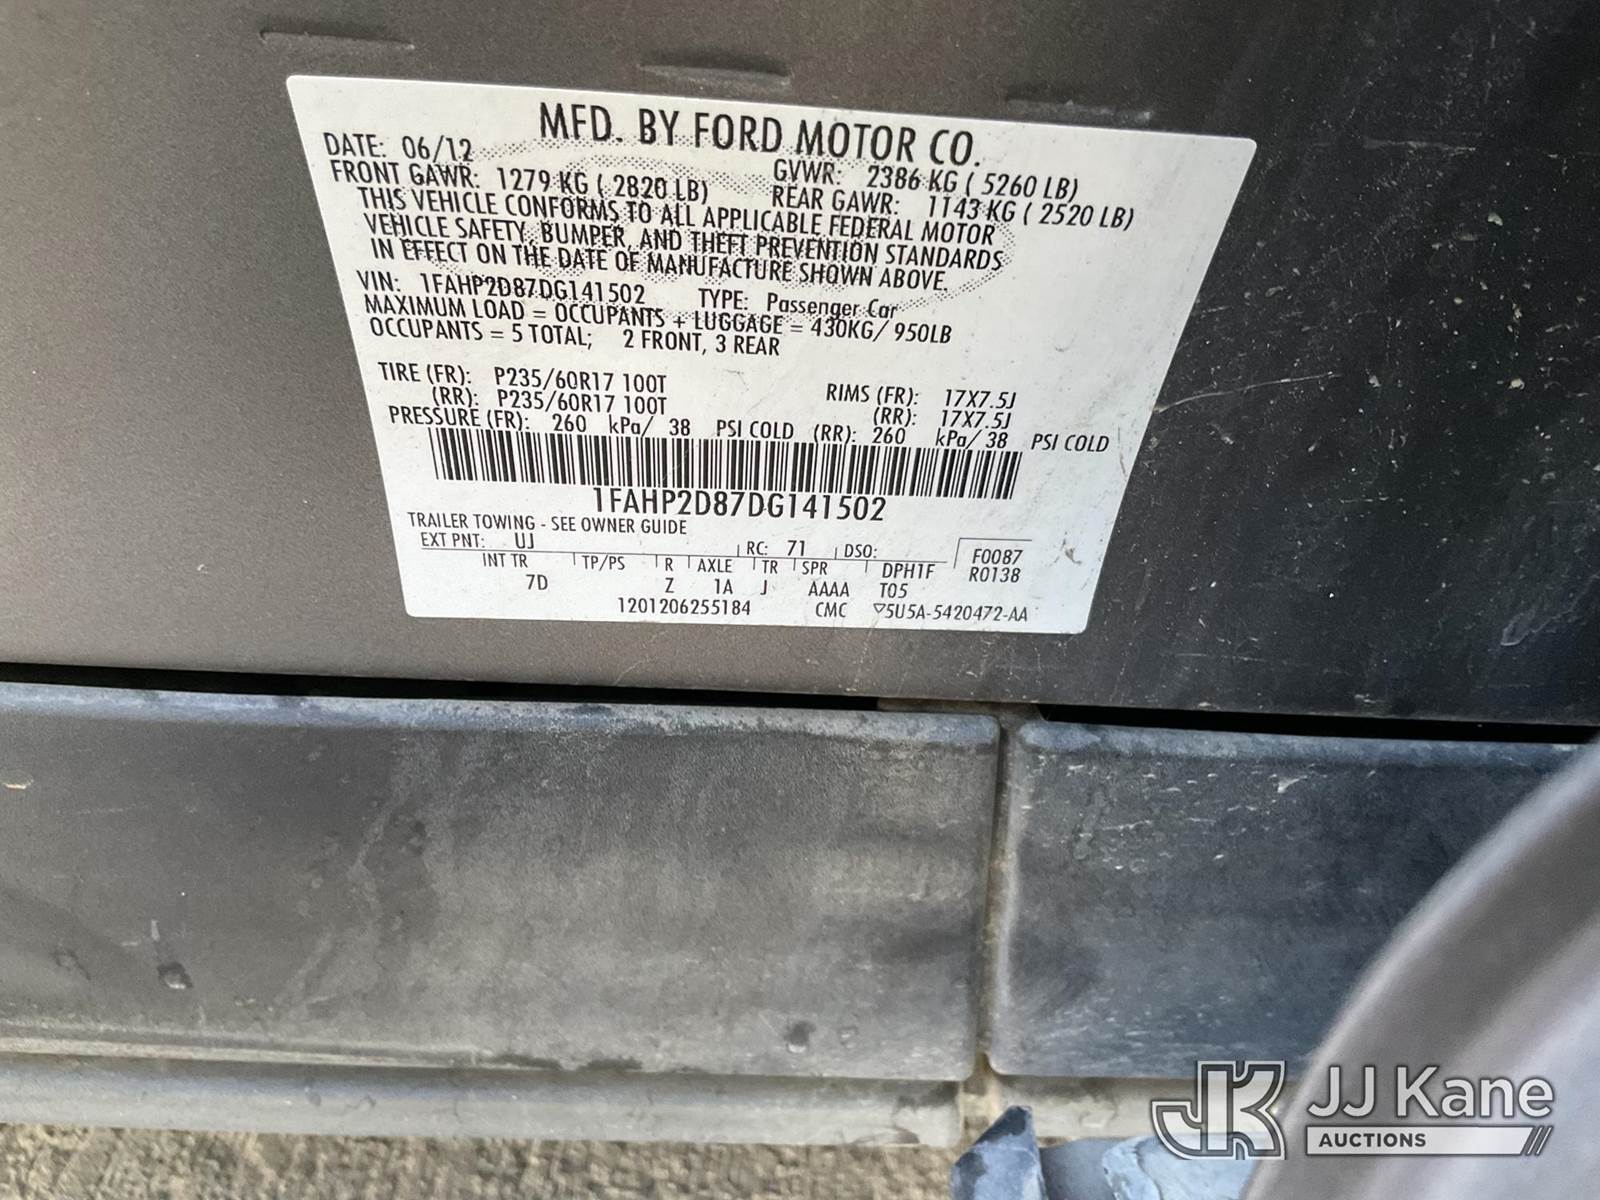 MFD. BY FORD MOTOR CO.
DATE: 06/12 GVWR: 2386 KG ( 5260 LB)
FRONT GAWR: 1279 KG ( 2820 LB) REAR GAWR: 1143 KG ( 2520 LB)
THIS VEHICLE CONFORMS TO ALL APPLICABLE FEDERAL MOTOR
VEHICLE SAFETY, BUMPER, AND THEFT PREVENTION STANDARDS
IN EFFECT ON THE DATE OF MANUFACTURE SHOWN ABOVE.
VIN: 1FAHP2D87DG141502 TYPE: Passenger Car
MAXIMUM LOAD = OCCUPANTS + LUGGAGE = 430KG/ 950LB
OCCUPANTS = 5 TOTAL; 2 FRONT, 3 REAR
TIRE (FR): P235/60R17 100T RIMS (FR): 17X7.5J
(RR): P235/60R17 100T (RR): 17X7.5J
PRESSURE (FR): 260 kPa/ 38 PSI COLD (RR): 260 kPa/ 38 PSI COLD
1FAHP2D87DG141502
TRAILER TOWING - SEE OWNER GUIDE
EXT PNT: UJ RC: 71 DSO: F0087
INT TR TP/PS R AXLE TR SPR DPH1F R0138
7D Z 1A J AAAA T05
1201206255184 CMC ▽5U5A-5420472-AA
JK JJ Kane
AUCTIONS